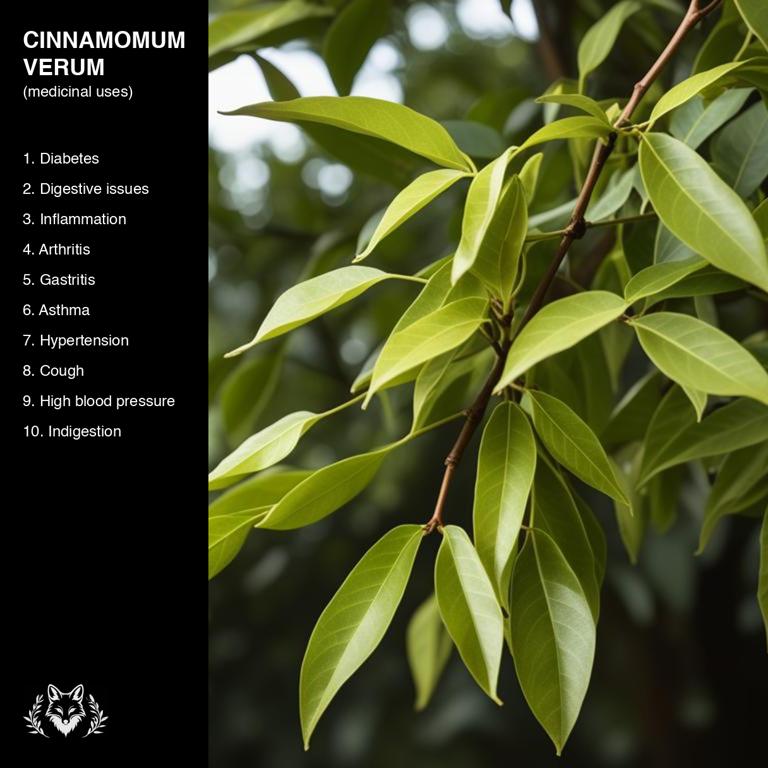 CINNAMOMUM
VERUM
(medicinal uses)
1. Diabetes
2. Digestive issues
3. Inflammation
4. Arthritis
5. Gastritis
6. Asthma
7. Hypertension
8. Cough
9. High blood pressure
10. Indigestion